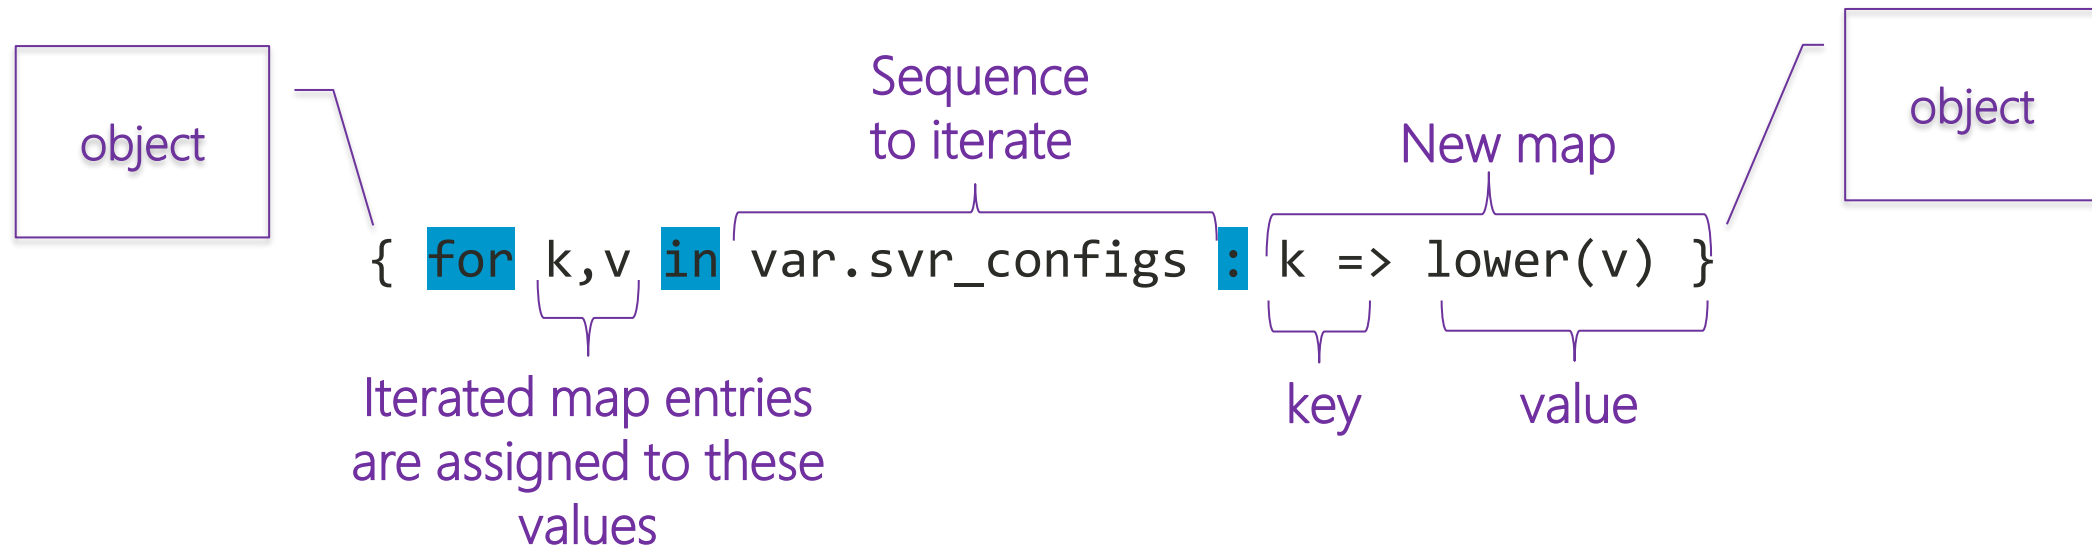 object
Sequence
to iterate
New map
object
{ for k,v in var.svr_configs : k => lower(v) }
Iterated map entries
are assigned to these
values
key
value